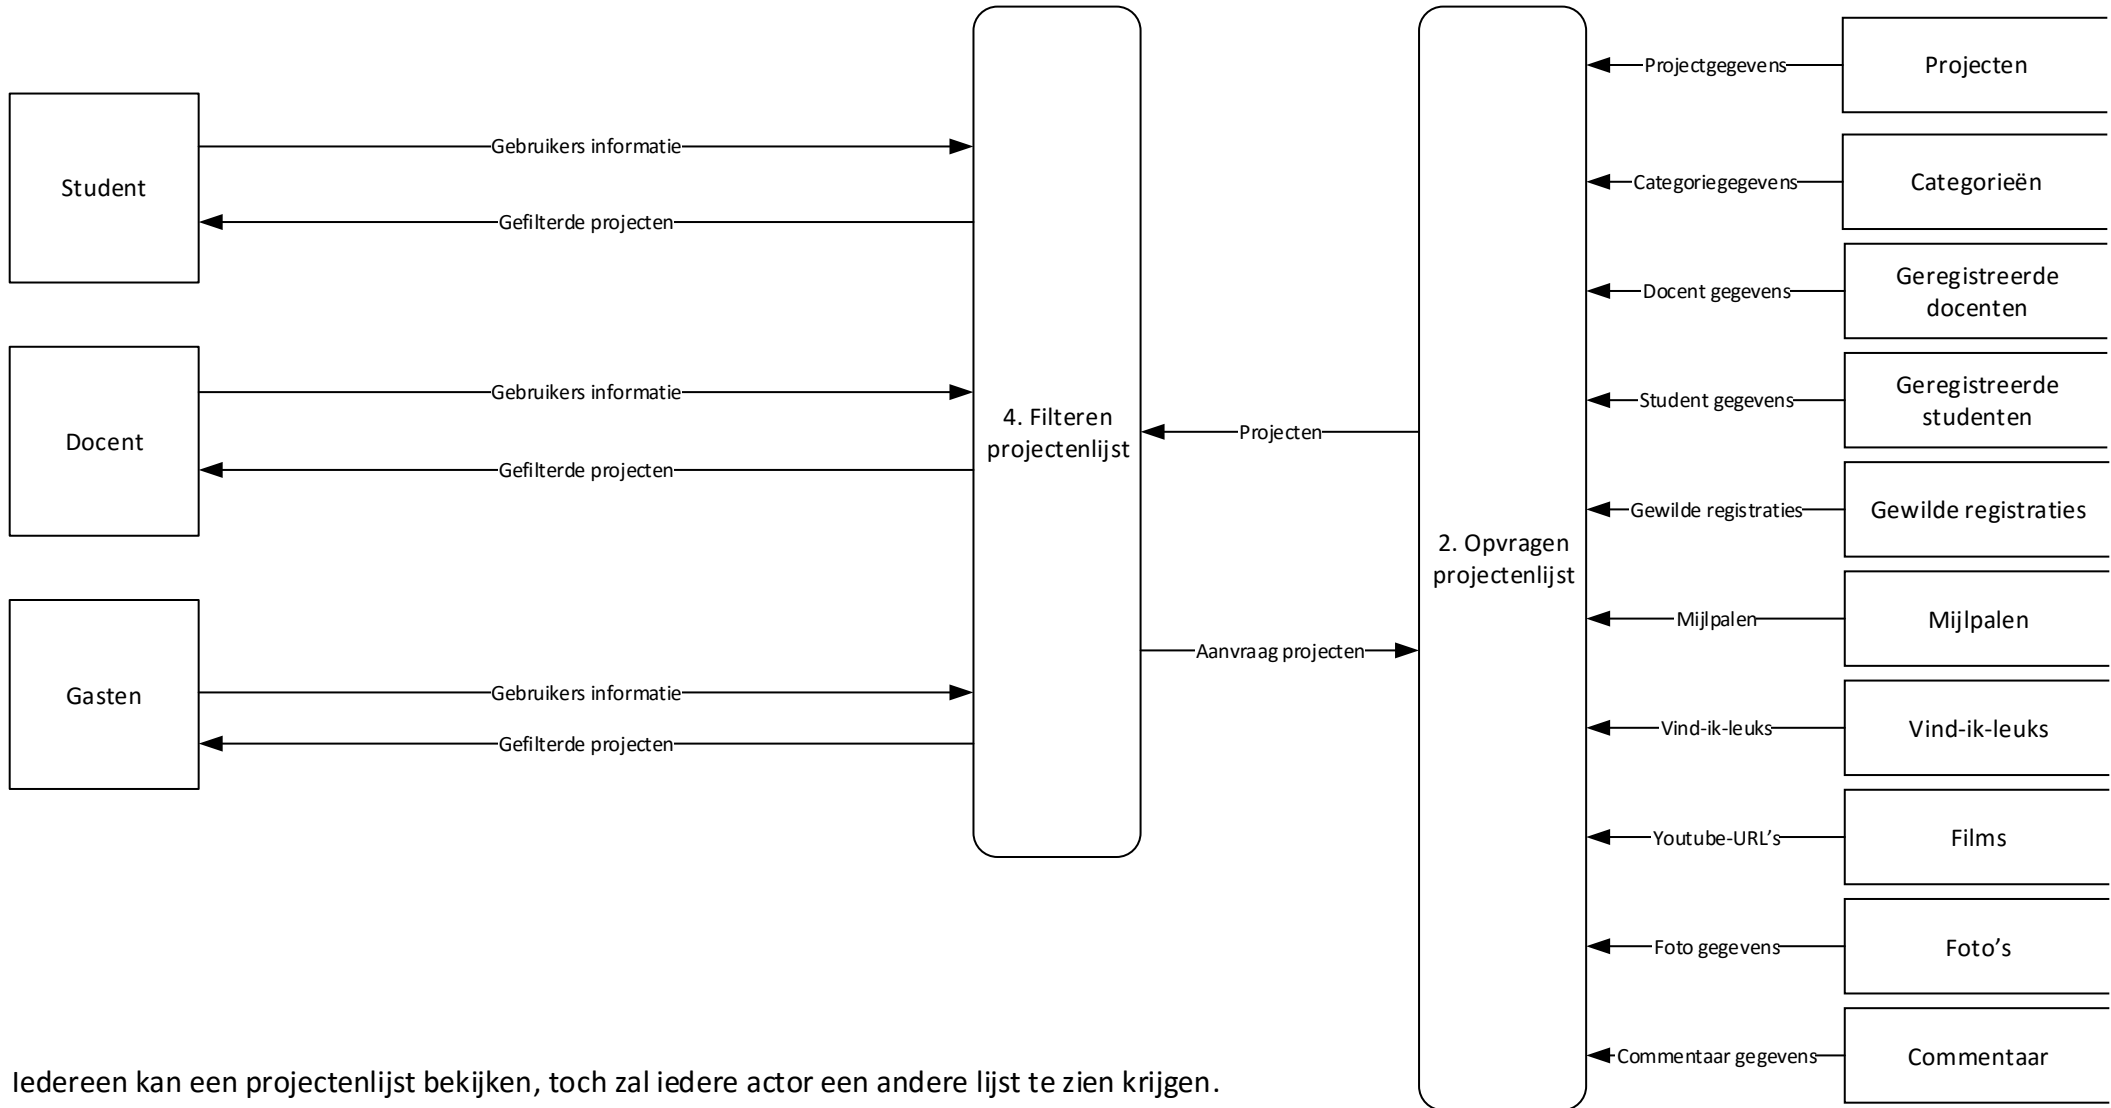 Projectgegevens
Projecten
Student
Gebruikers informatie
Gefilterde projecten
Categoriegegevens
Categorieën
Docent gegevens
Geregistreerde
docenten
Docent
Gebruikers informatie
Gefilterde projecten
4. Filteren
projectenlijst
Projecten
Student gegevens
Geregistreerde
studenten
Gewilde registraties
Gewilde registraties
2. Opvragen
projectenlijst
Aanvraag projecten
Mijlpalen
Mijlpalen
Gasten
Gebruikers informatie
Gefilterde projecten
Vind-ik-leuks
Vind-ik-leuks
Youtube-URL’s
Films
Foto gegevens
Foto’s
Commentaar gegevens
Commentaar
Iedereen kan een projectenlijst bekijken, toch zal iedere actor een andere lijst te zien krijgen.